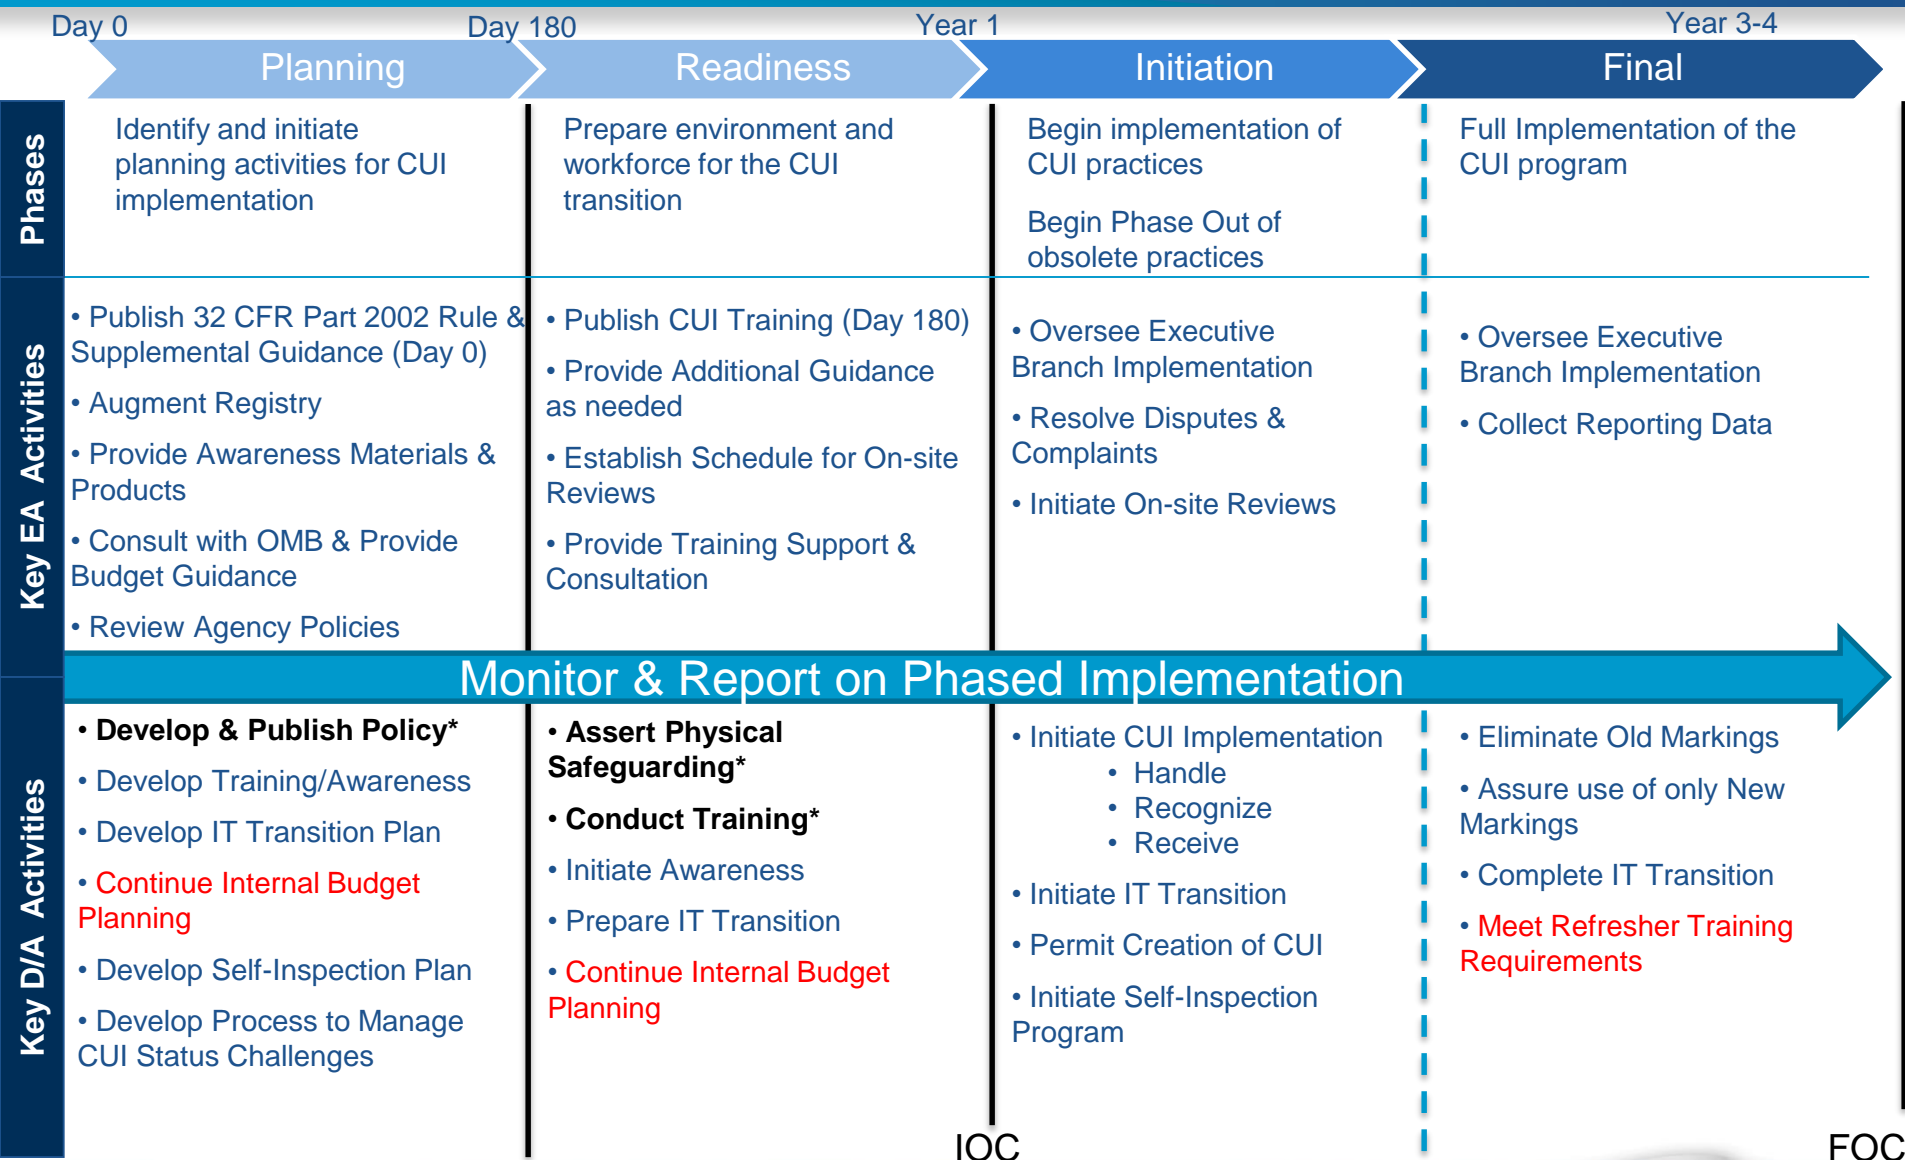 Day 0
Day 180
Year 1
Year 3-4
Planning
Readiness
Initiation
Final
Phases
Identify and initiate
planning activities for CUI
implementation
Prepare environment and
workforce for the CUI
transition
Begin implementation of
CUI practices
Begin Phase Out of
obsolete practices
Full Implementation of the
CUI program
Key EA Activities
• Publish 32 CFR Part 2002 Rule &
Supplemental Guidance (Day 0)
• Augment Registry
• Provide Awareness Materials &
Products
• Consult with OMB & Provide
Budget Guidance
• Review Agency Policies
• Publish CUI Training (Day 180)
• Provide Additional Guidance
as needed
• Establish Schedule for On-site
Reviews
• Provide Training Support &
Consultation
• Oversee Executive
Branch Implementation
• Resolve Disputes &
Complaints
• Initiate On-site Reviews
• Oversee Executive
Branch Implementation
• Collect Reporting Data
Monitor & Report on Phased Implementation
Key D/A Activities
• Develop & Publish Policy*
• Develop Training/Awareness
• Develop IT Transition Plan
• Continue Internal Budget
Planning
• Develop Self-Inspection Plan
• Develop Process to Manage
CUI Status Challenges
• Assert Physical
Safeguarding*
• Conduct Training*
• Initiate Awareness
• Prepare IT Transition
• Continue Internal Budget
Planning
• Initiate CUI Implementation
• Handle
• Recognize
• Receive
• Initiate IT Transition
• Permit Creation of CUI
• Initiate Self-Inspection
Program
• Eliminate Old Markings
• Assure use of only New
Markings
• Complete IT Transition
• Meet Refresher Training
Requirements
IOC
FOC